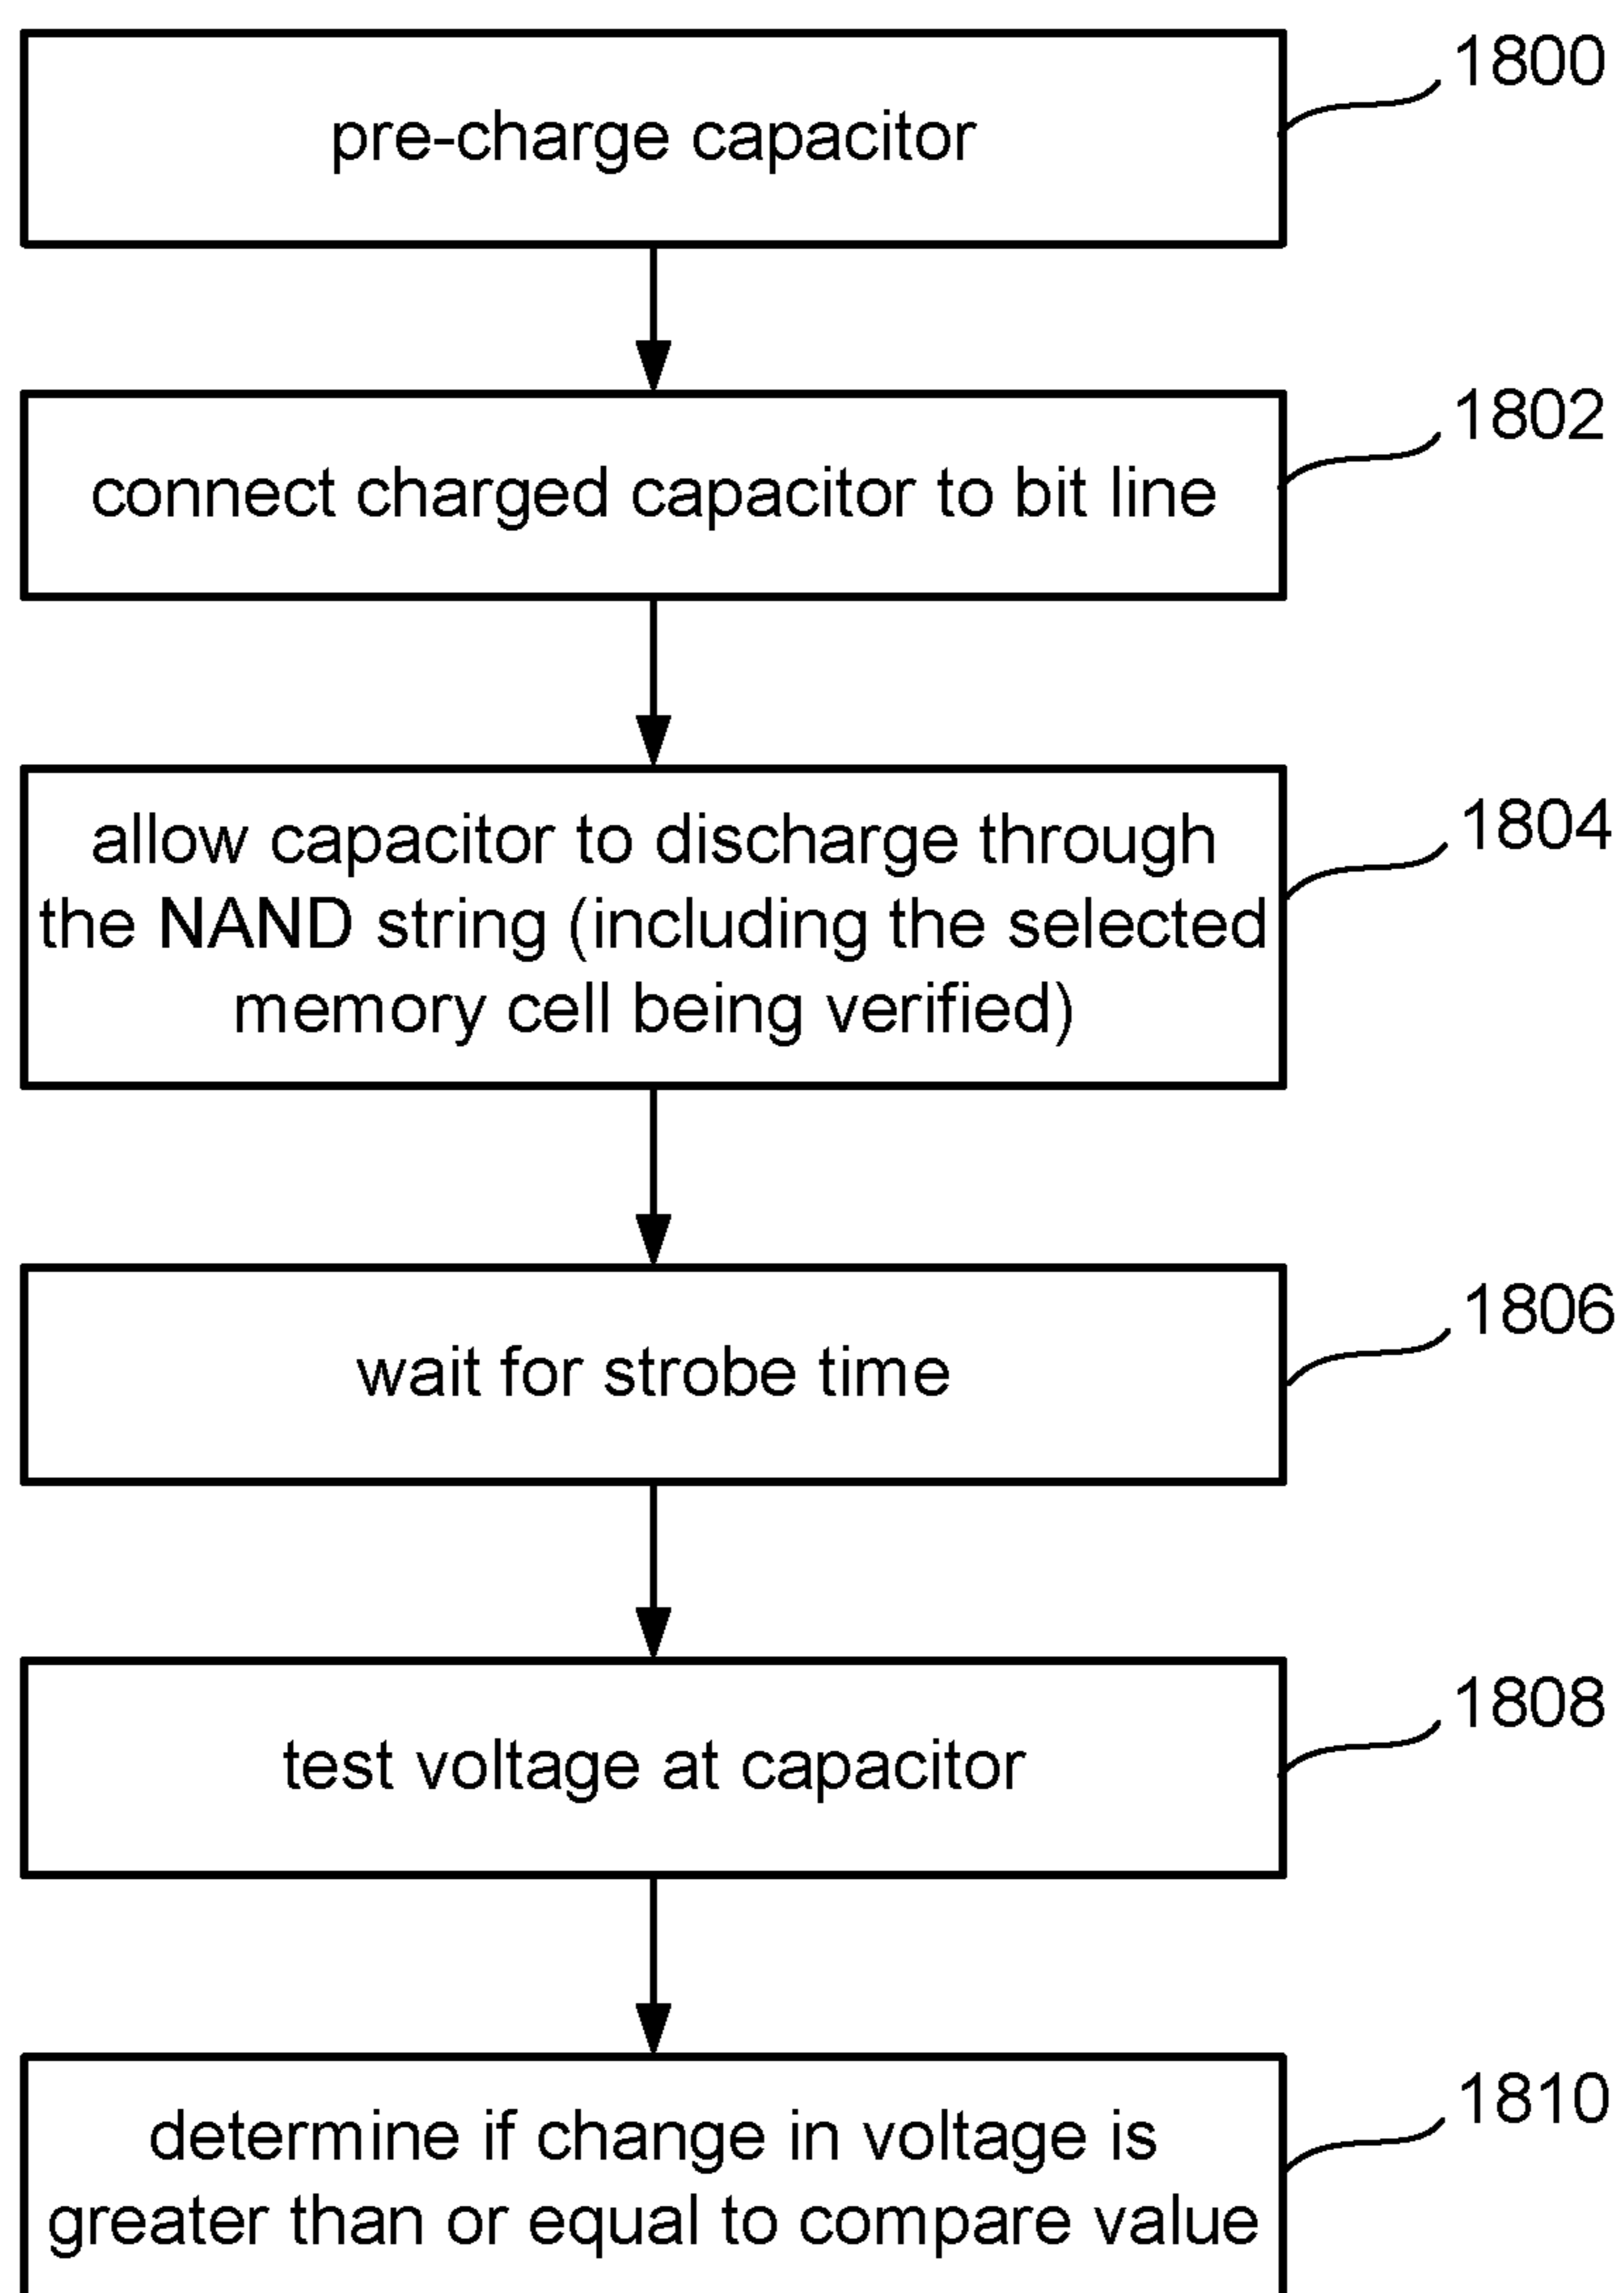 pre-charge capacitor
1800
connect charged capacitor to bit line
1802
allow capacitor to discharge through
the NAND string (including the selected
memory cell being verified)
1804
wait for strobe time
1806
test voltage at capacitor
1808
determine if change in voltage is
greater than or equal to compare value
1810